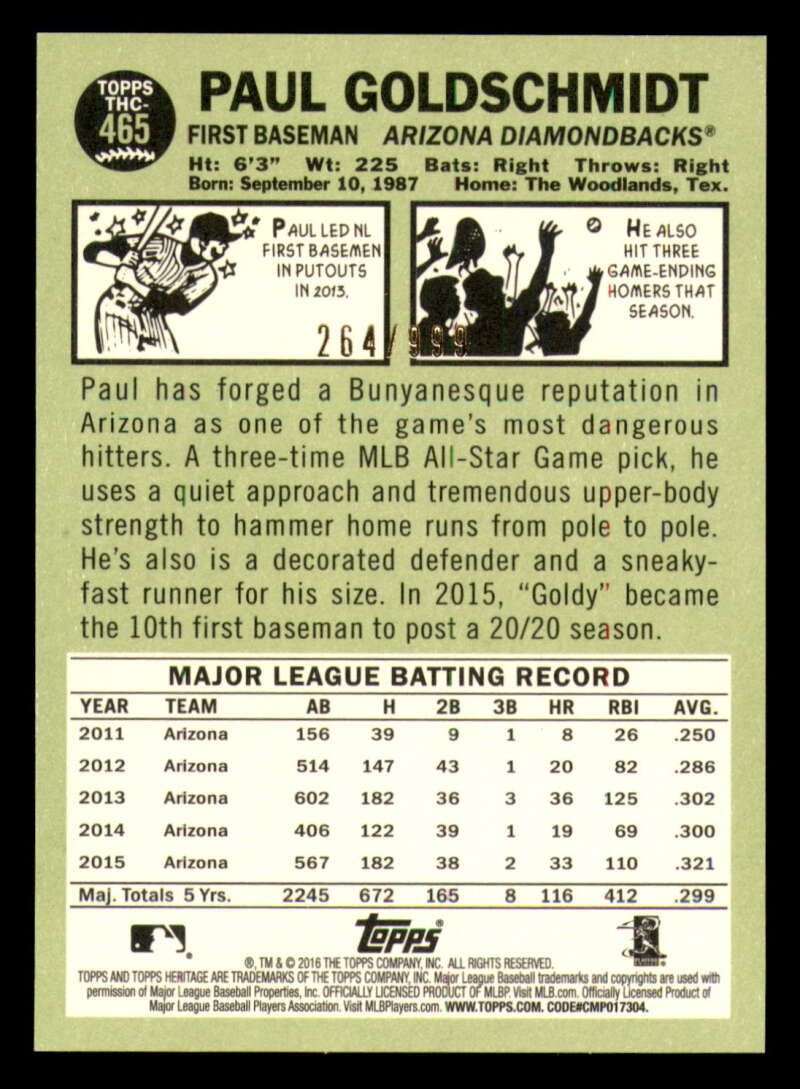 TOPPS
THC-
465
PAUL GOLDSCHMIDT
FIRST BASEMAN ARIZONA DIAMONDBACKS®
Ht: 6'3" Wt: 225 Bats: Right Throws: Right
Born: September 10, 1987 Home: The Woodlands, Tex.
PAUL LED NL
FIRST BASEMEN
IN PUTOUTS
IN 2013.
HE ALSO
HIT THREE
GAME-ENDING
HOMERS THAT
SEASON.
264/999
Paul has forged a Bunyanesque reputation in
Arizona as one of the game's most dangerous
hitters. A three-time MLB All-Star Game pick, he
uses a quiet approach and tremendous upper-body
strength to hammer home runs from pole to pole.
He's also is a decorated defender and a sneaky-
fast runner for his size. In 2015, "Goldy" became
the 10th first baseman to post a 20/20 season.
MAJOR LEAGUE BATTING RECORD
YEAR TEAM AB H 2B 3B HR RBI AVG.
2011 Arizona 156 39 9 1 8 26 .250
2012 Arizona 514 147 43 1 20 82 .286
2013 Arizona 602 182 36 3 36 125 .302
2014 Arizona 406 122 39 1 19 69 .300
2015 Arizona 567 182 38 2 33 110 .321
Maj. Totals 5 Yrs. 2245 672 165 8 116 412 .299
Topps®
®, TM & © 2016 THE TOPPS COMPANY, INC. ALL RIGHTS RESERVED.
TOPPS AND TOPPS HERITAGE ARE TRADEMARKS OF THE TOPPS COMPANY, INC. Major League Baseball trademarks and copyrights are used with
permission of Major League Baseball Properties, Inc. OFFICIALLY LICENSED PRODUCT OF MLBP. Visit MLB.com. Officially Licensed Product of
Major League Baseball Players Association. Visit MLBPlayers.com. WWW.TOPPS.COM. CODE#CMP017304.